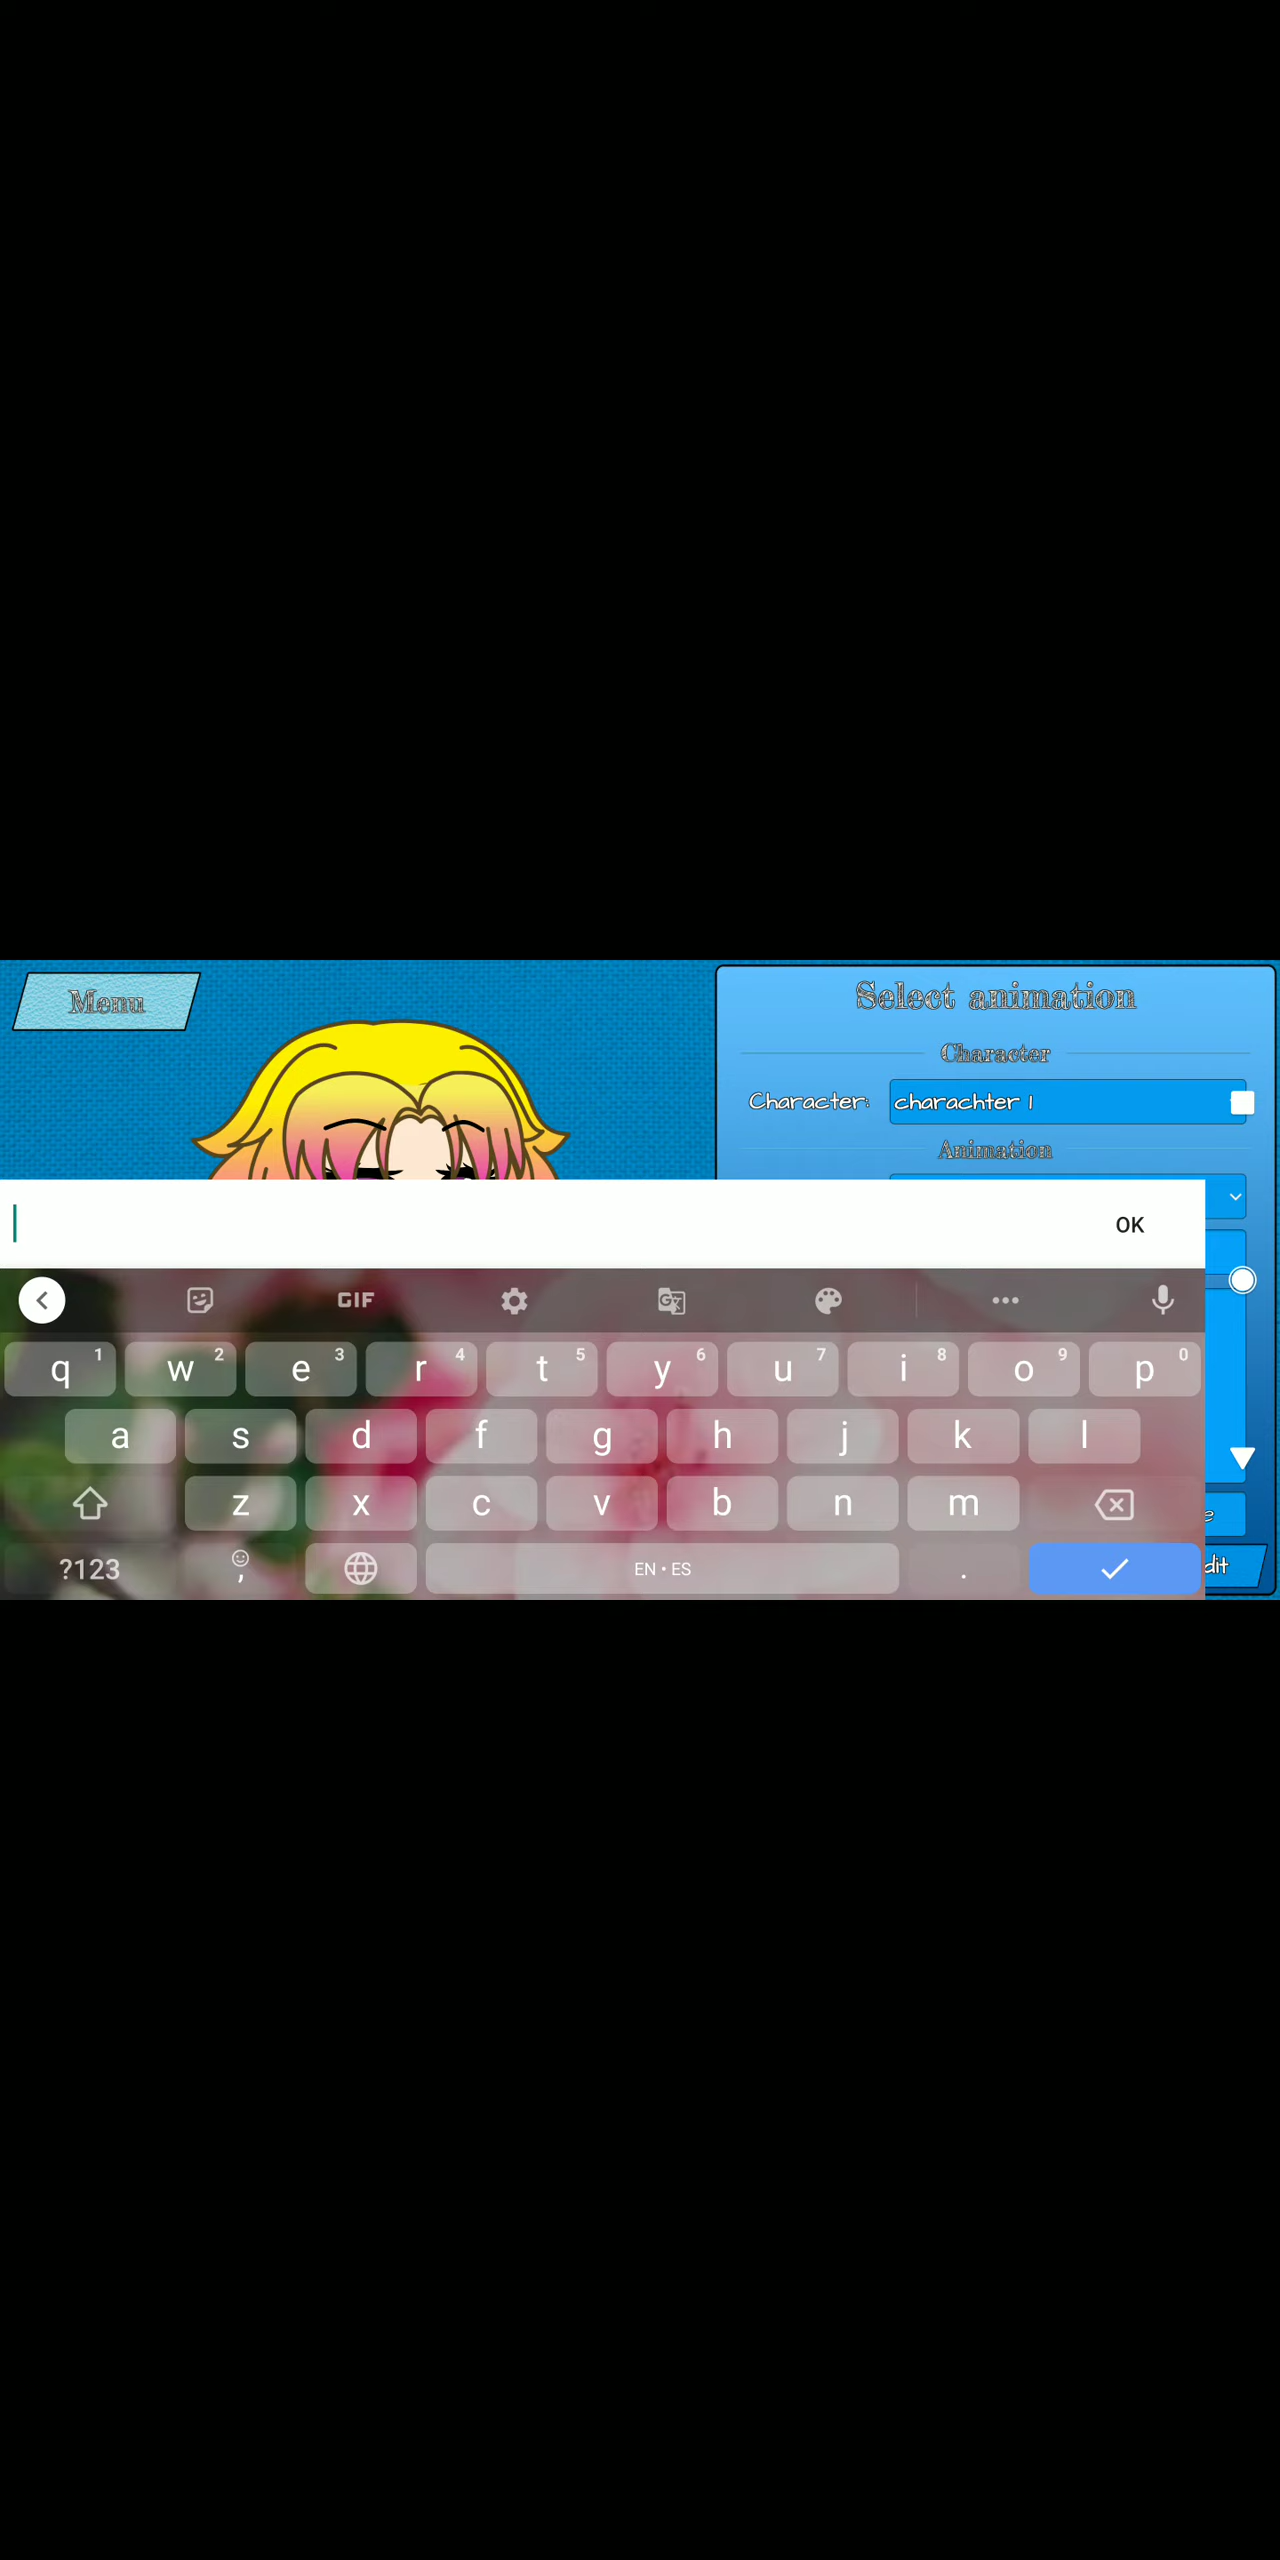 Menu
Select animation
Character
Character: charachter 1
Animation
OK
GIF
q 1 w 2 e 3 r 4 t 5 y 6 u 7 i 8 o 9 p 0
a s d f g h j k l
z x c v b n m
e
?123 , EN • ES .
dit